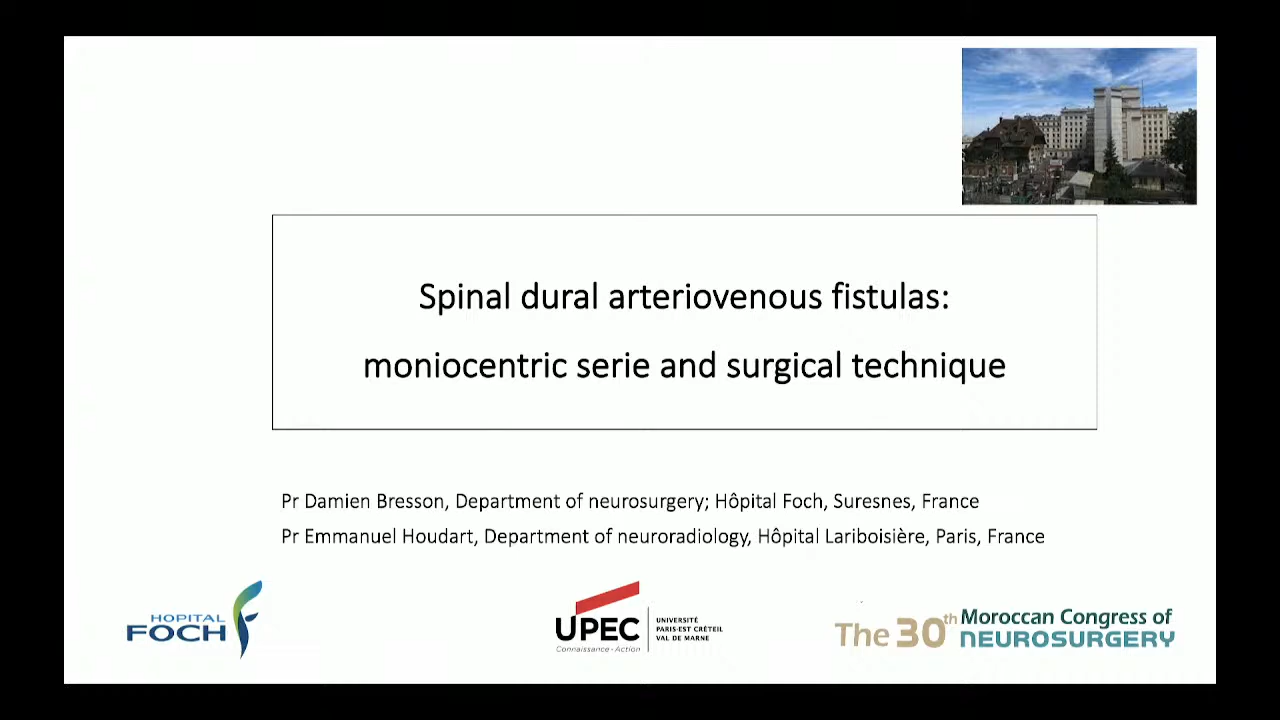 Spinal dural arteriovenous fistulas:
moniocentric serie and surgical technique
Pr Damien Bresson, Department of neurosurgery; Hôpital Foch, Suresnes, France
Pr Emmanuel Houdart, Department of neuroradiology, Hôpital Lariboisière, Paris, France
HOPITAL
FOCH
UPEC
Connaissance - Action
UNIVERSITÉ
PARIS-EST CRÉTEIL
VAL DE MARNE
The 30th Moroccan Congress of
NEUROSURGERY